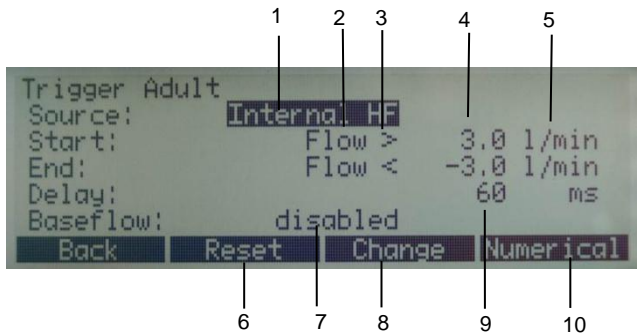 1 2 3 4 5
Trigger Adult
Source: Internal HF
Start: Flow > 3.0 l/min
End: Flow < -3.0 l/min
Delay: 60 ms
Baseflow: disabled
Back Reset Change Numerical
6 7 8 9 10